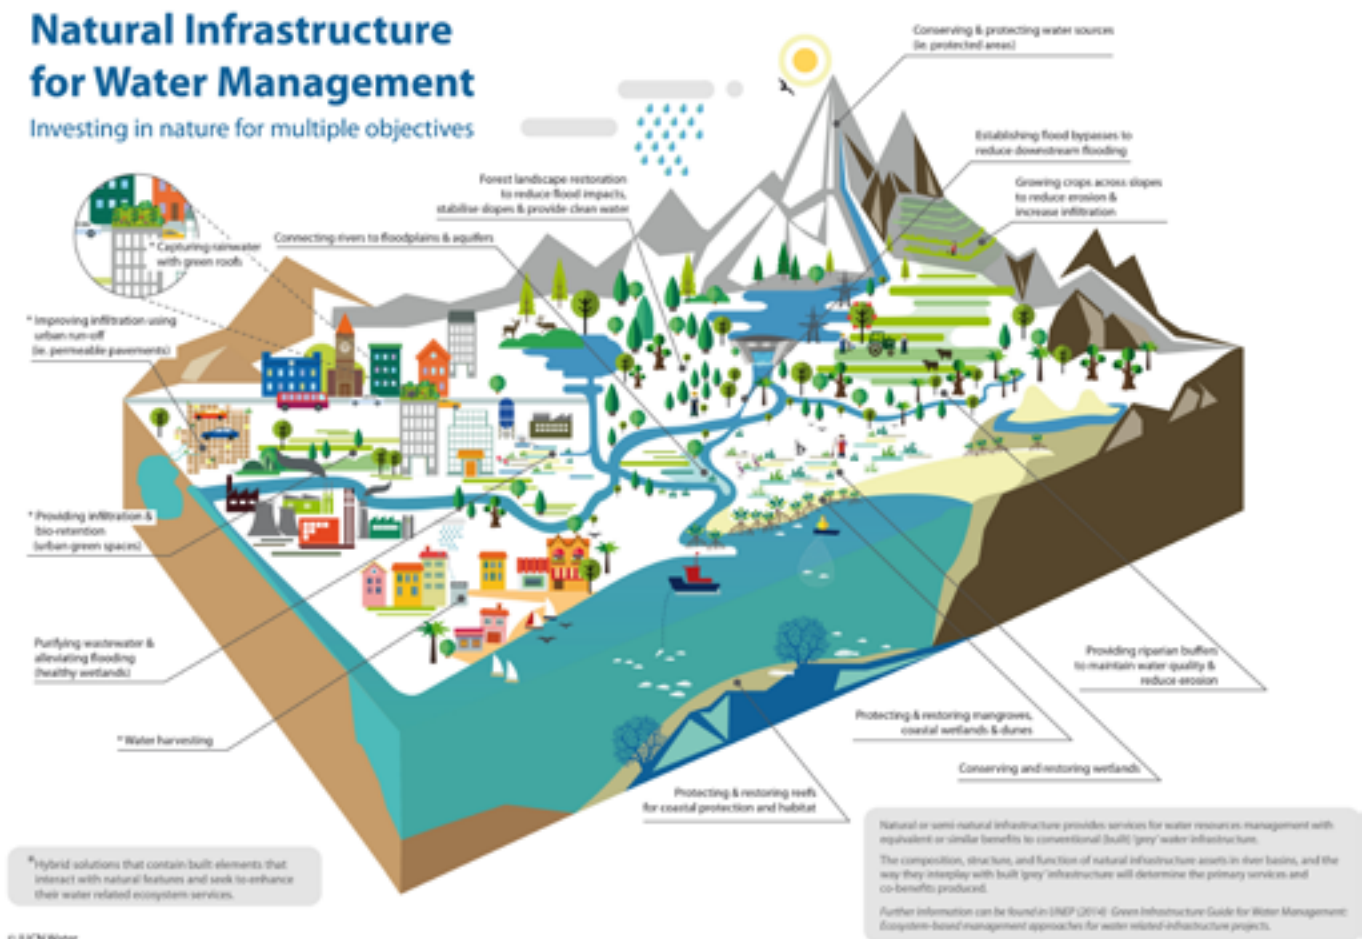 Natural Infrastructure
for Water Management
Investing in nature for multiple objectives
Conserving & protecting water sources
(ie. protected areas)
Establishing flood bypasses to
reduce downstream flooding
Forest landscape restoration
to reduce flood impacts,
stabilise slopes & provide clean water
Growing crops across slopes
to reduce erosion &
increase infiltration
Connecting rivers to floodplains & aquifers
* Capturing rainwater
with green roofs
* Improving infiltration using
urban run-off
(ie. permeable pavements)
* Providing infiltration &
bio-retention
(urban green spaces)
Purifying wastewater &
alleviating flooding
(healthy wetlands)
* Water harvesting
Providing riparian buffers
to maintain water quality &
reduce erosion
Protecting & restoring mangroves,
coastal wetlands & dunes
Conserving and restoring wetlands
Protecting & restoring reefs
for coastal protection and habitat
*Hybrid solutions that contain built elements that
interact with natural features and seek to enhance
their water related ecosystem services.
Natural or semi-natural infrastructure provides services for water resources management with
equivalent or similar benefits to conventional (built) 'grey' water infrastructure.
The composition, structure, and function of natural infrastructure assets in river basins, and the
way they interplay with built 'grey' infrastructure will determine the primary services and
co-benefits produced.
Further information can be found in UNEP (2014) Green Infrastructure Guide for Water Management:
Ecosystem-based management approaches for water related-infrastructure projects.
© IUCN Water